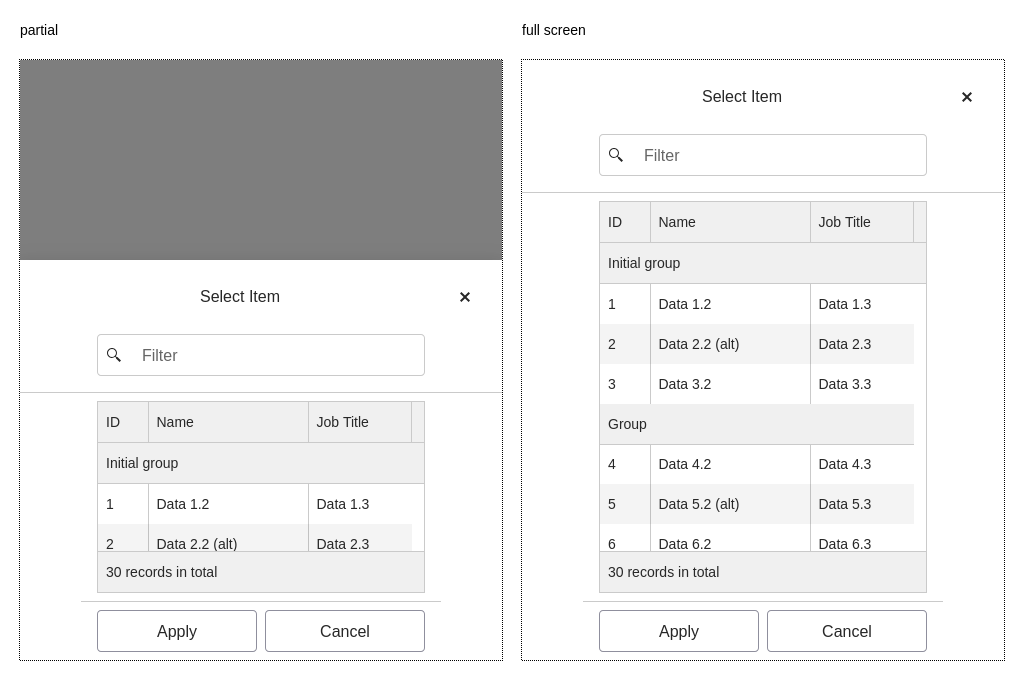 partial
Select Item
Filter
ID Name Job Title
Initial group
1 Data 1.2 Data 1.3
2 Data 2.2 (alt) Data 2.3
30 records in total
Apply Cancel
full screen
Select Item
Filter
ID Name Job Title
Initial group
1 Data 1.2 Data 1.3
2 Data 2.2 (alt) Data 2.3
3 Data 3.2 Data 3.3
Group
4 Data 4.2 Data 4.3
5 Data 5.2 (alt) Data 5.3
6 Data 6.2 Data 6.3
30 records in total
Apply Cancel